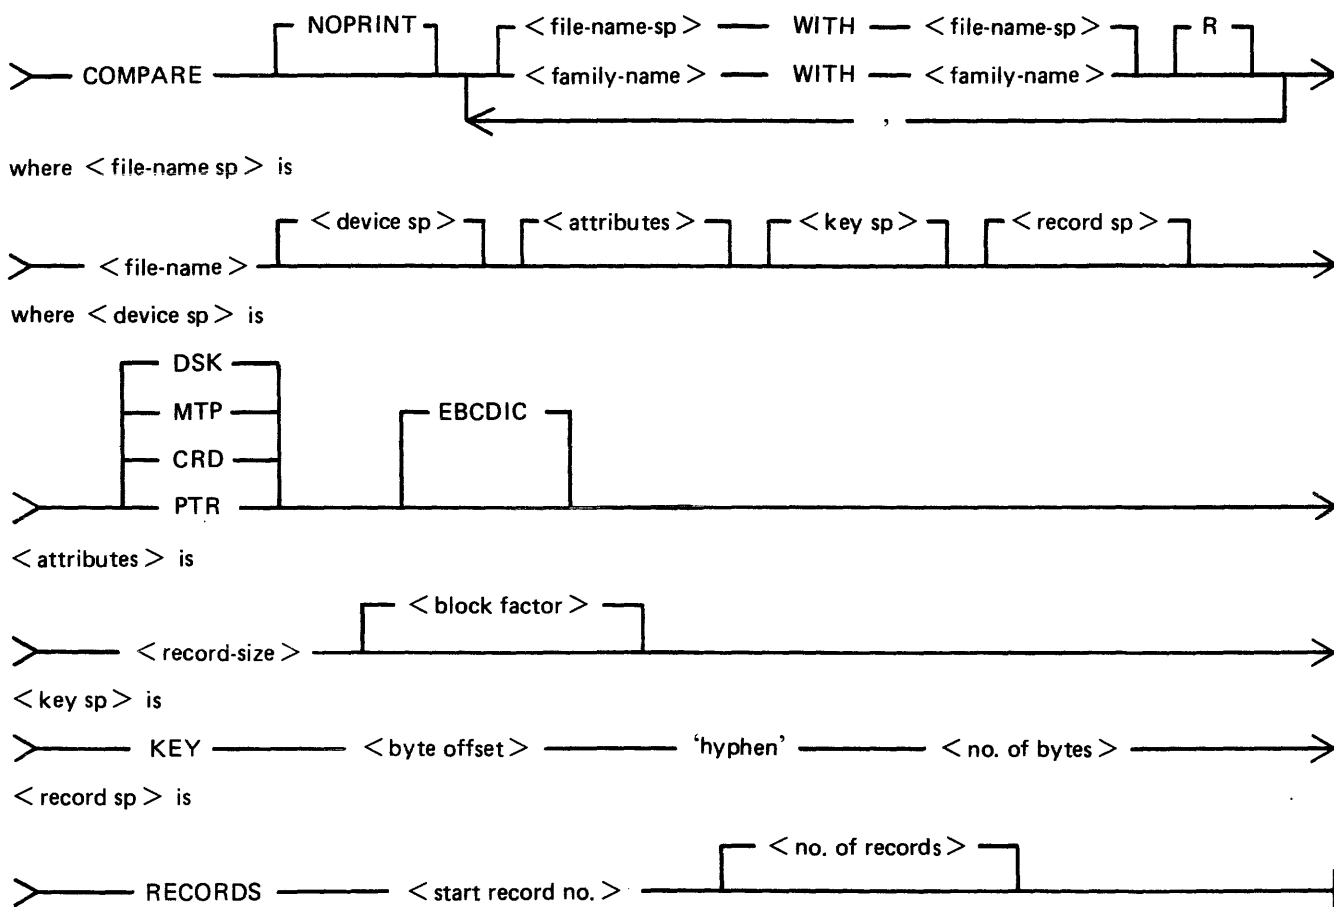 NOPRINT < file-name-sp > WITH < file-name-sp > R
COMPARE < family-name > WITH < family-name >
,
where < file-name sp > is
< device sp > < attributes > < key sp > < record sp >
< file-name >
where < device sp > is
DSK
MTP EBCDIC
CRD
PTR
< attributes > is
< block factor >
< record-size >
< key sp > is
KEY < byte offset > ‘hyphen’ < no. of bytes >
< record sp > is
< no. of records >
RECORDS < start record no. >